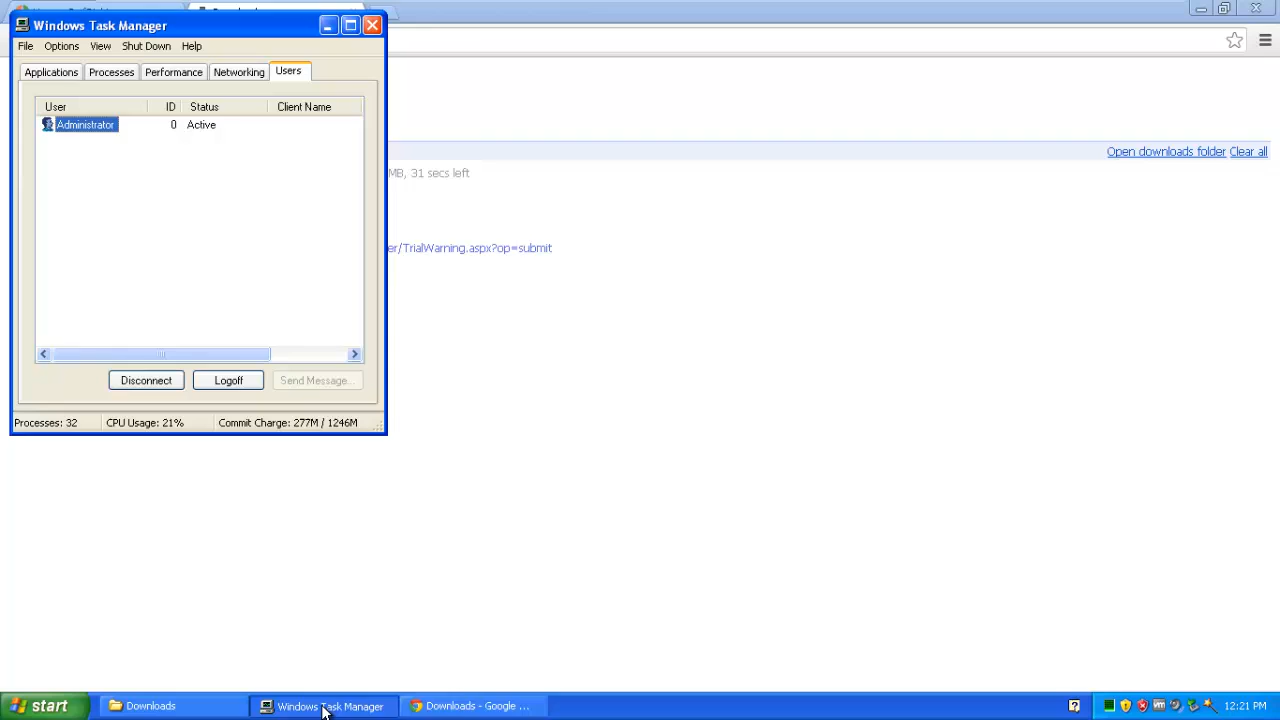 Windows Task Manager
File Options View Shut Down Help
Applications Processes Performance Networking Users
User ID Status Client Name
Administrator 0 Active
Open downloads folder Clear all
MB, 31 secs left
er/TrialWarning.aspx?op=submit
Disconnect Logoff Send Message...
Processes: 32 CPU Usage: 21% Commit Charge: 277M / 1246M
start Downloads Windows Task Manager Downloads - Google ... 12:21 PM